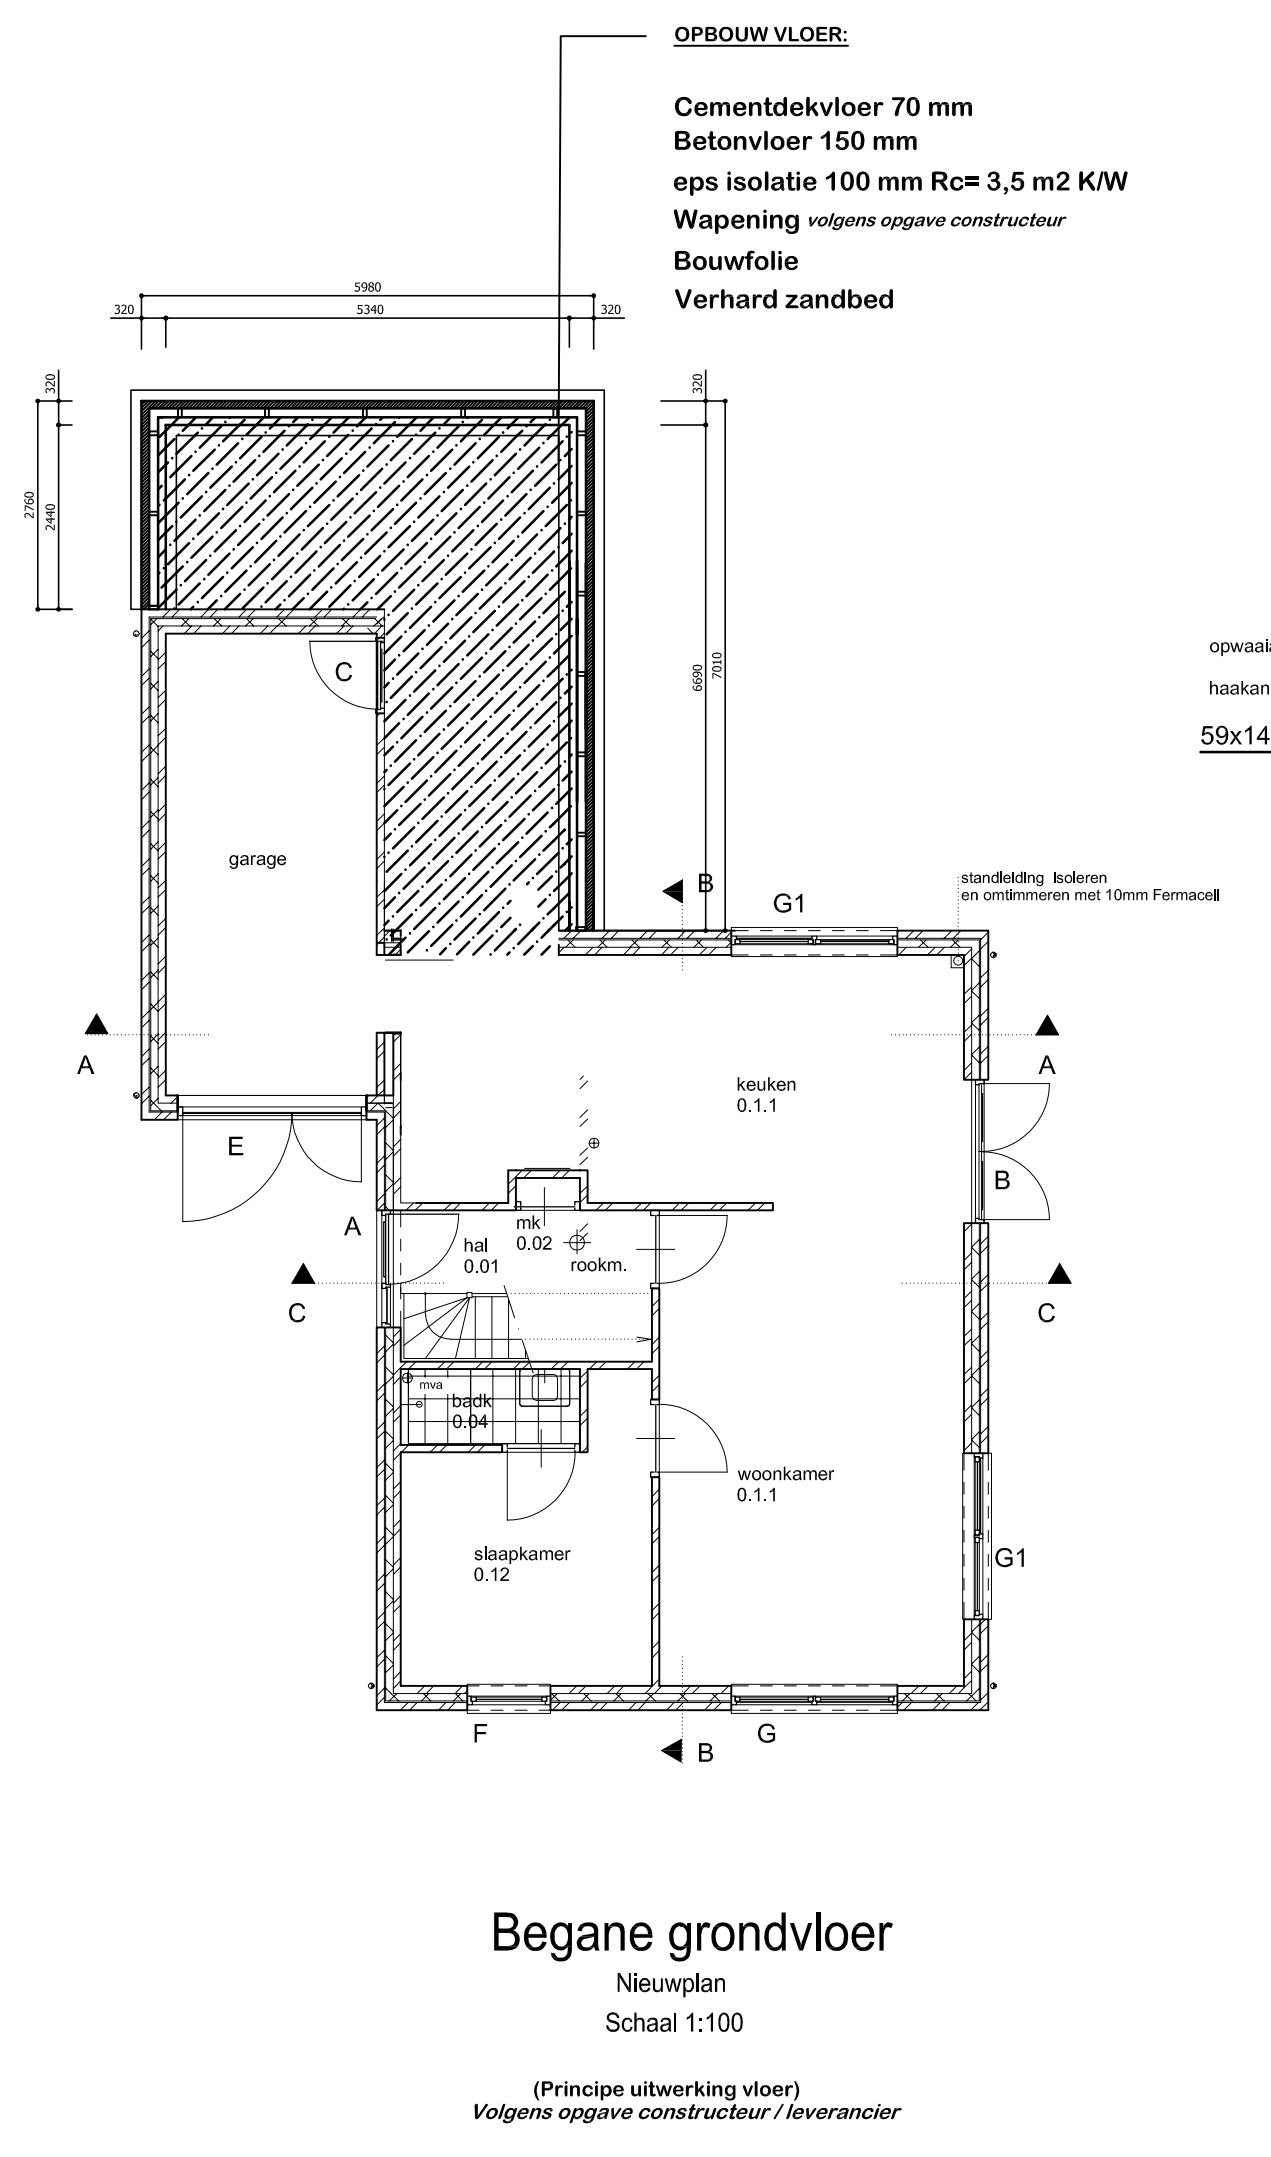 OPBOUW VLOER:
Cementdekvloer 70 mm
Betonvloer 150 mm
eps isolatie 100 mm Rc= 3,5 m2 K/W
Wapening volgens opgave constructeur
Bouwfolie
Verhard zandbed
5980
320
5340
320
320
320
2760
2440
6690
7010
C
opwaai
haakan
59x14
garage
B
G1
standleiding isoleren
en omtimmeren met 10mm Fermacell
A
A
keuken
0.1.1
E
B
A
mk
0.02
hal
0.01
rookm.
C
C
mva
badk
0.04
woonkamer
0.1.1
slaapkamer
0.12
G1
F
G
B
Begane grondvloer
Nieuwplan
Schaal 1:100
(Principe uitwerking vloer)
Volgens opgave constructeur / leverancier